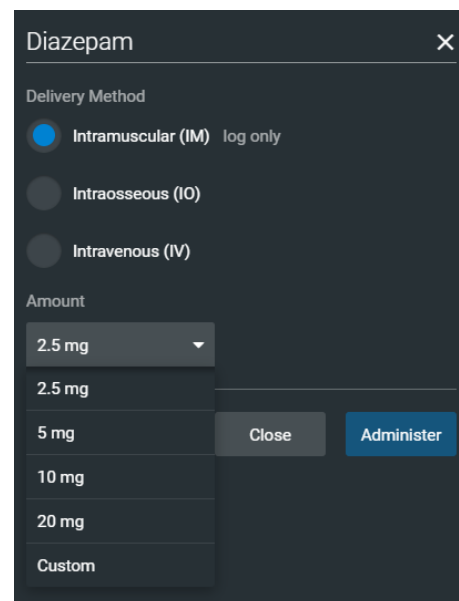 Diazepam
Delivery Method
Intramuscular (IM) log only
Intraosseous (IO)
Intravenous (IV)
Amount
2.5 mg
2.5 mg
5 mg
Close Administer
10 mg
20 mg
Custom